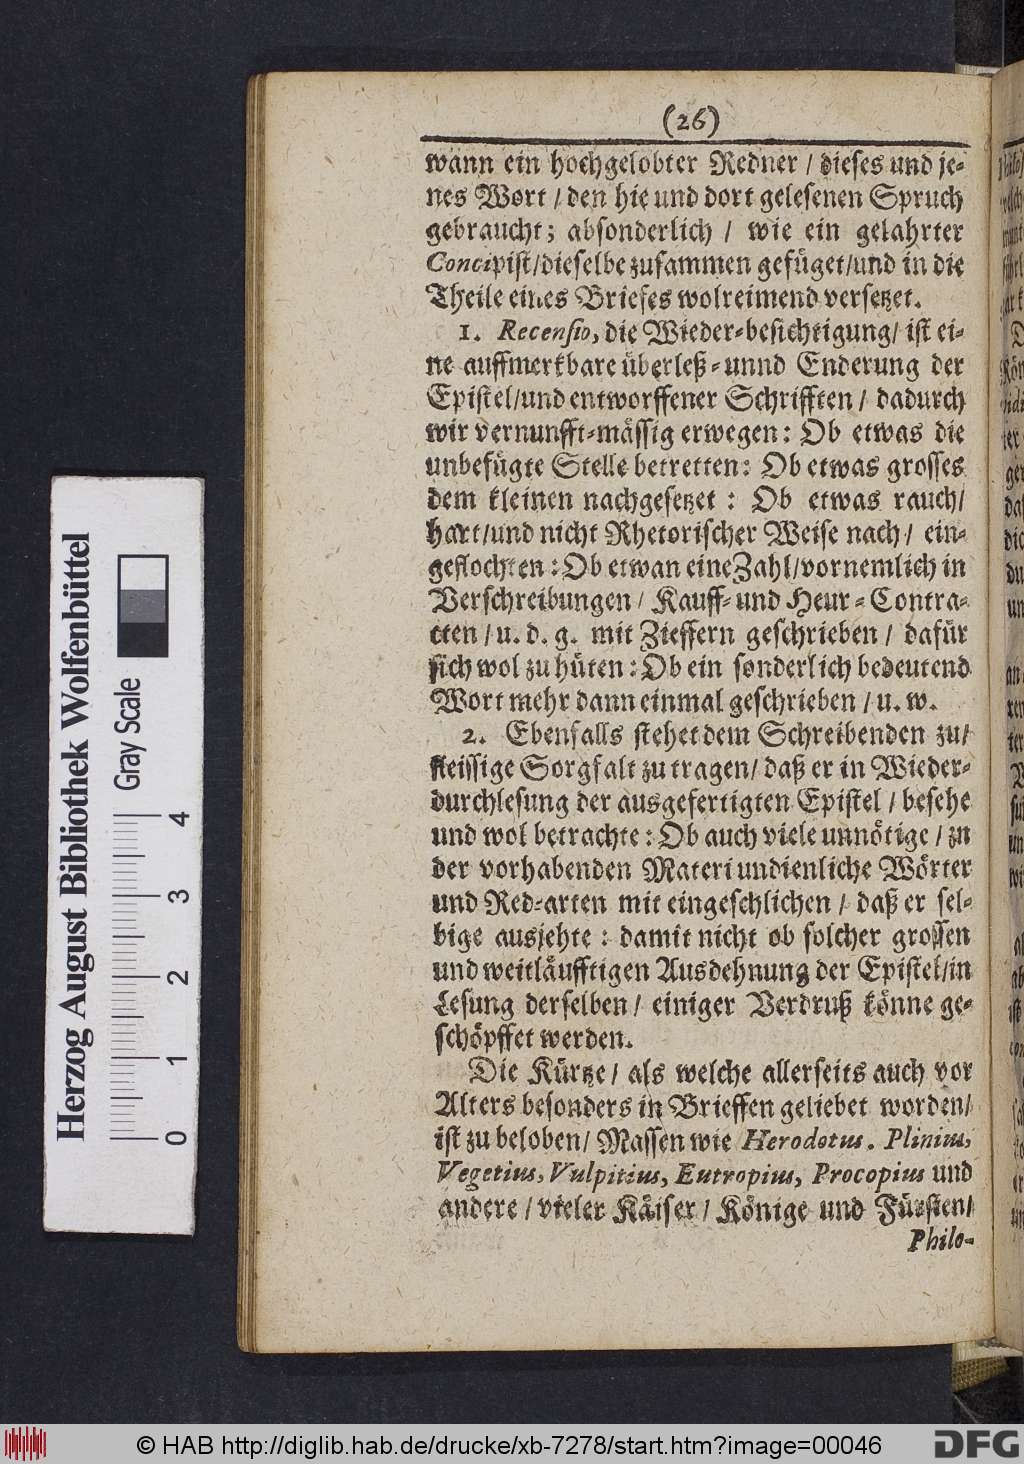 (26)
wann ein hochgelobter Redner / dieses und je-
nes Wort / den hie und dort gelesenen Spruch
gebraucht; absonderlich / wie ein gelahrter
Concipist/dieselbe zusammen gefüget/und in die
Theile eines Briefes wolreimend versetzet.
1. Recensio, die Wieder-besichtigung/ ist ei-
ne auffmerkbare überleß- unnd Enderung der
Epistel/und entworffener Schrifften / dadurch
wir vernunfft-mässig erwegen: Ob etwas die
unbefügte Stelle betretten: Ob etwas grosses
dem kleinen nachgesetzet : Ob etwas rauch/
hart/und nicht Rhetorischer Weise nach/ ein-
geflochten : Ob etwan eine Zahl/vornemlich in
Verschreibungen / Kauff- und Heur-Contra-
cten / u. d. g. mit Zieffern geschrieben / dafür
sich wol zu hüten : Ob ein sonderlich bedeutend
Wort mehr dann einmal geschrieben / u. w.
2. Ebenfalls stehet dem Schreibenden zu/
fleissige Sorgfalt zu tragen/ daß er in Wieder-
durchlesung der ausgefertigten Epistel / besehe
und wol betrachte: Ob auch viele unnötige / zu
der vorhabenden Materi undienliche Wörter
und Red-arten mit eingeschlichen / daß er sel-
bige aussehte : damit nicht ob solcher grossen
und weitläufftigen Ausdehnung der Epistel/in
Lesung derselben / einiger Verdruß könne ge-
schöpffet werden.
Die Kürtze / als welche allerseits auch vor
Alters besonders in Brieffen geliebet worden/
ist zu beloben/ Massen wie Herodotus. Plinius,
Vegetius, Vulpitius, Eutropius, Procopius und
andere / vieler Käiser / Könige und Fürsten/
Philo-
Herzog August Bibliothek Wolfenbüttel
Gray Scale
0 1 2 3 4
© HAB http://diglib.hab.de/drucke/xb-7278/start.htm?image=00046
DFG